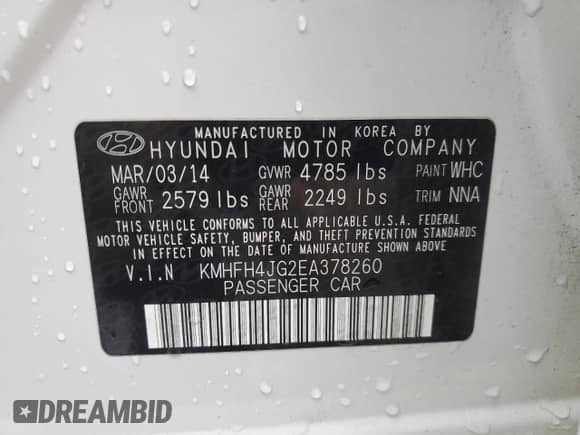 MANUFACTURED IN KOREA BY
HYUNDAI MOTOR COMPANY
MAR/03/14 GVWR 4785 lbs PAINT WHC
GAWR FRONT 2579 lbs GAWR REAR 2249 lbs TRIM NNA
THIS VEHICLE CONFORMS TO ALL APPLICABLE U.S.A. FEDERAL
MOTOR VEHICLE SAFETY, BUMPER, AND THEFT PREVENTION
STANDARDS IN EFFECT ON THE DATE OF MANUFACTURE SHOWN ABOVE.
V.I.N KMHFH4JG2EA378260
PASSENGER CAR
DREAMBID